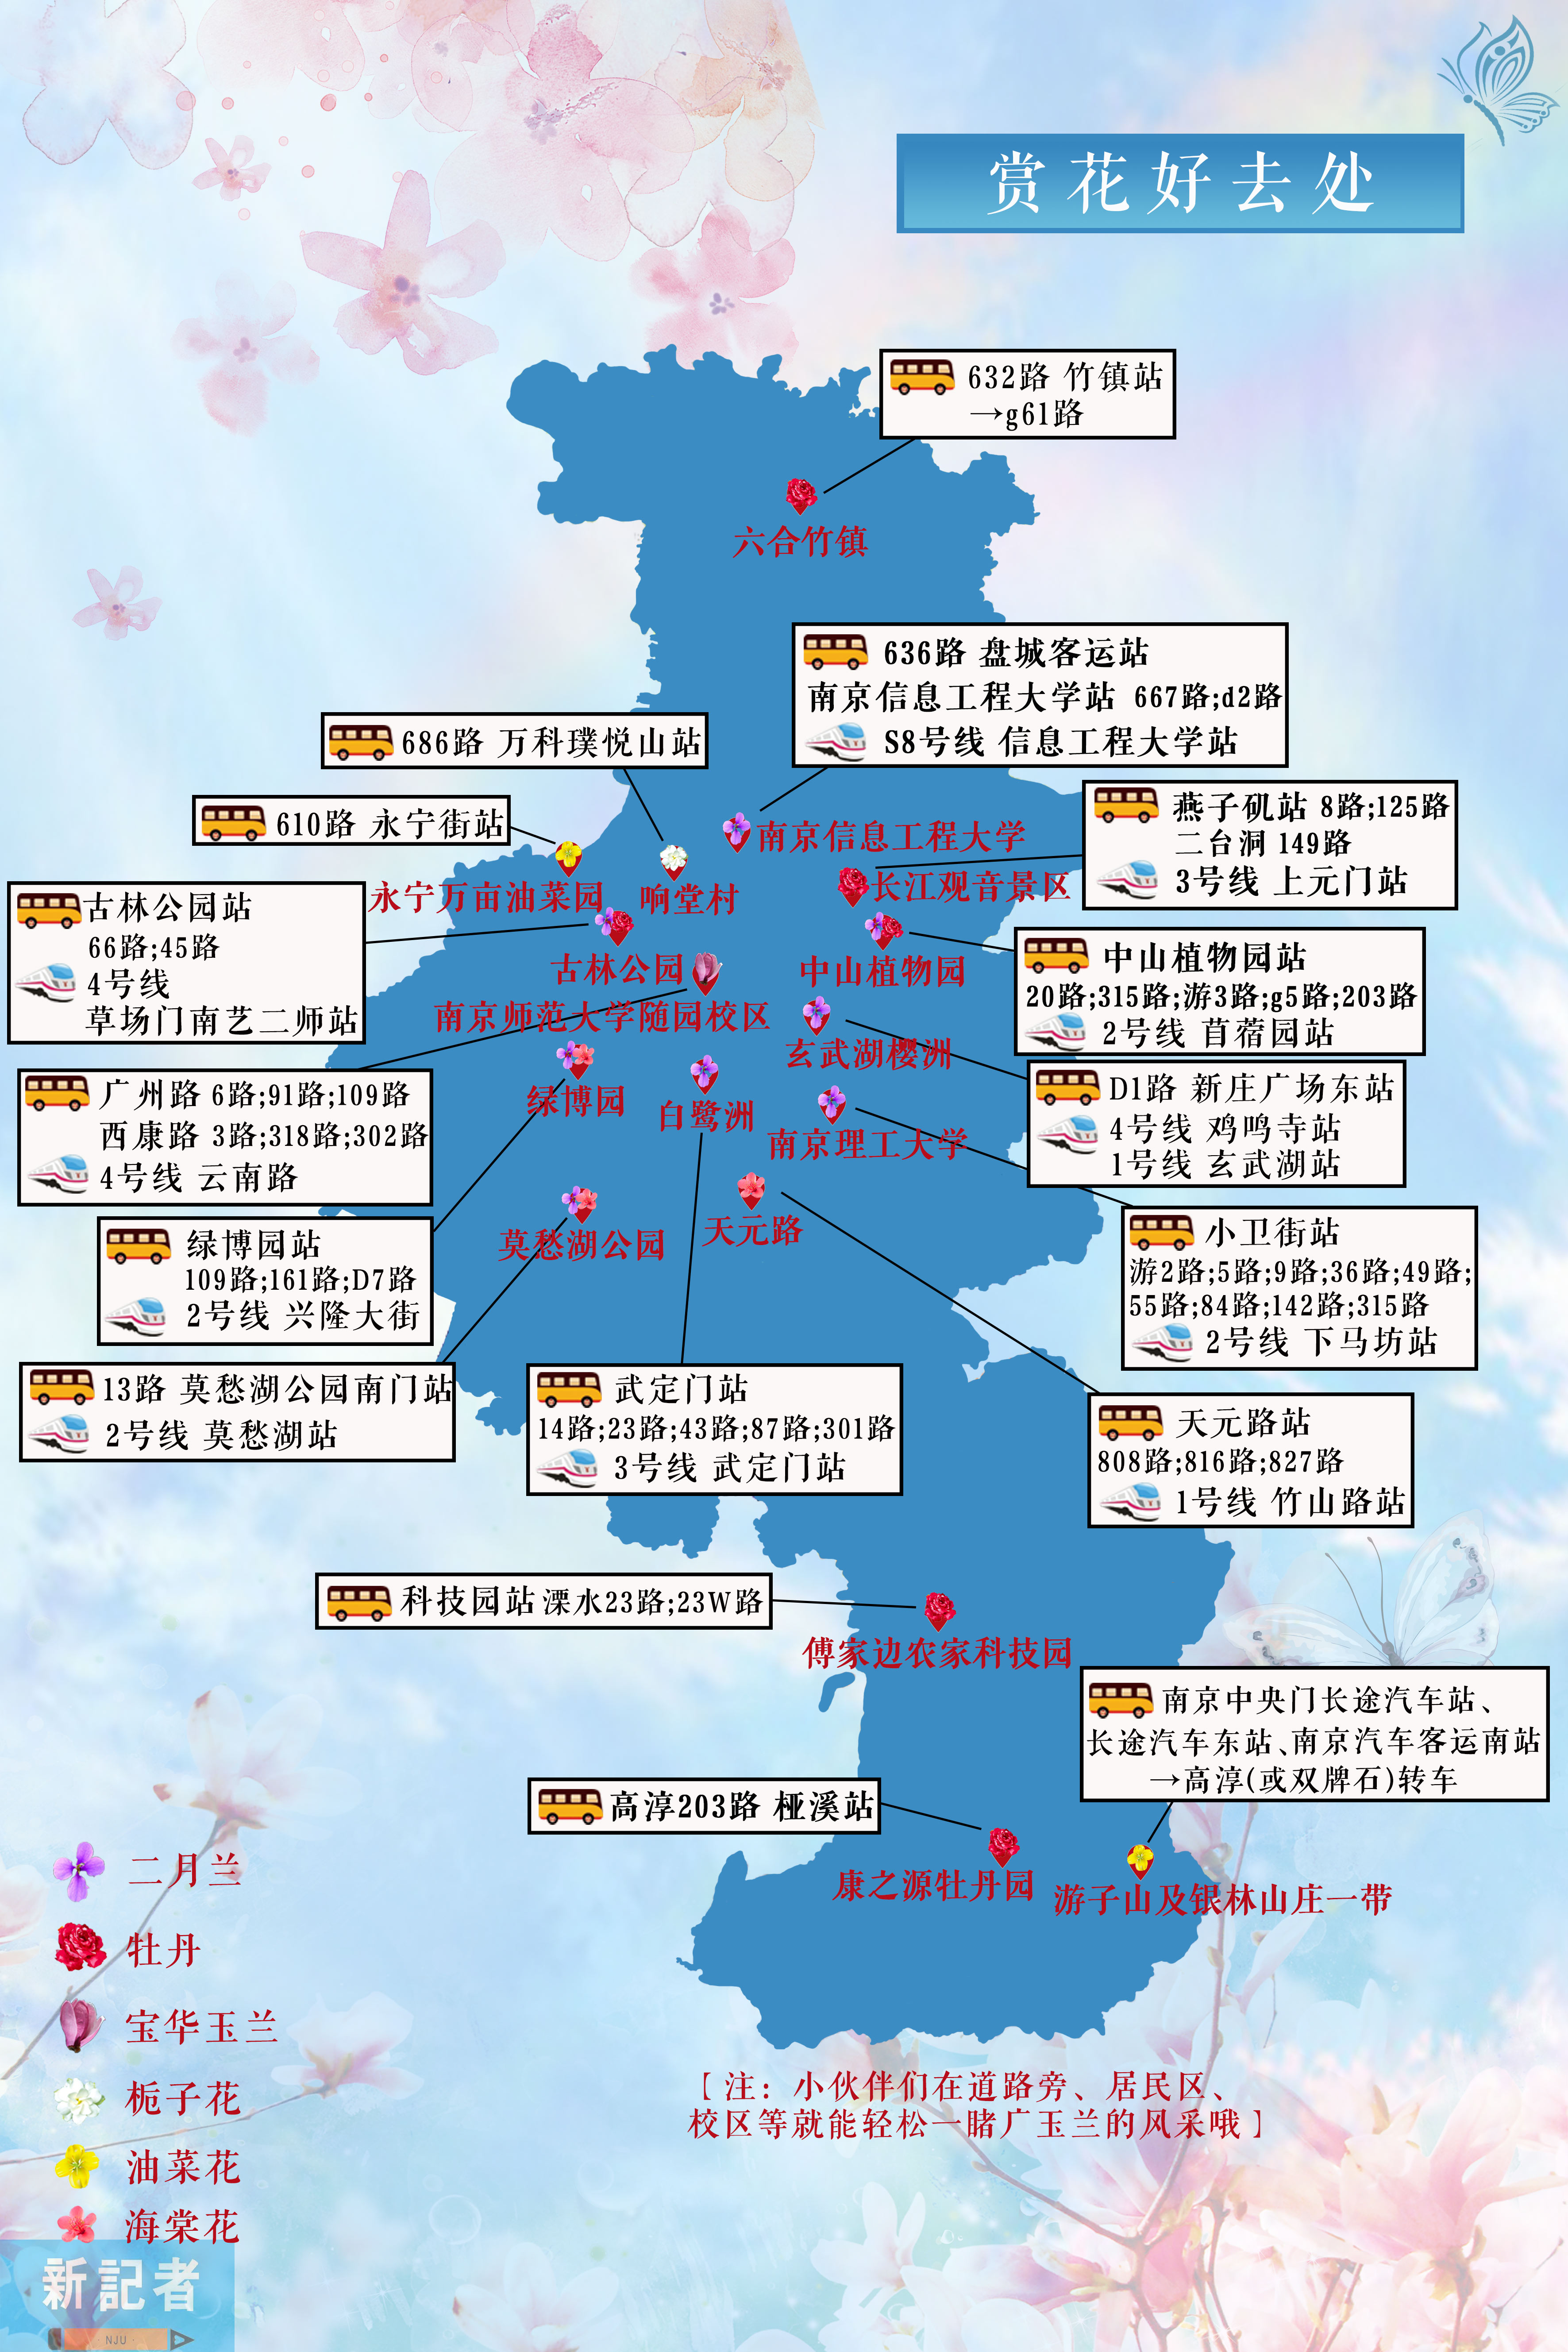 赏花好去处
632路 竹镇站
→g61路
六合竹镇
636路 盘城客运站
南京信息工程大学站 667路;d2路
S8号线 信息工程大学站
686路 万科璞悦山站
610路 永宁街站
南京信息工程大学
燕子矶站 8路;125路
二台洞 149路
3号线 上元门站
永宁万亩油菜园
响堂村
长江观音景区
古林公园站
66路;45路
4号线
草场门南艺二师站
古林公园
中山植物园
中山植物园站
20路;315路;游3路;g5路;203路
2号线 苜蓿园站
南京师范大学随园校区
玄武湖樱洲
广州路 6路;91路;109路
西康路 3路;318路;302路
4号线 云南路
绿博园
白鹭洲
南京理工大学
D1路 新庄广场东站
4号线 鸡鸣寺站
1号线 玄武湖站
绿博园站
109路;161路;D7路
2号线 兴隆大街
莫愁湖公园
天元路
小卫街站
游2路;5路;9路;36路;49路;
55路;84路;142路;315路
2号线 下马坊站
13路 莫愁湖公园南门站
2号线 莫愁湖站
武定门站
14路;23路;43路;87路;301路
3号线 武定门站
天元路站
808路;816路;827路
1号线 竹山路站
科技园站 溧水23路;23W路
傅家边农家科技园
南京中央门长途汽车站、
长途汽车东站、南京汽车客运南站
→高淳(或双牌石)转车
高淳203路 桠溪站
康之源牡丹园
游子山及银林山庄一带
二月兰
牡丹
宝华玉兰
栀子花
油菜花
海棠花
【注：小伙伴们在道路旁、居民区、
校区等就能轻松一睹广玉兰的风采哦】
新記者
NJU